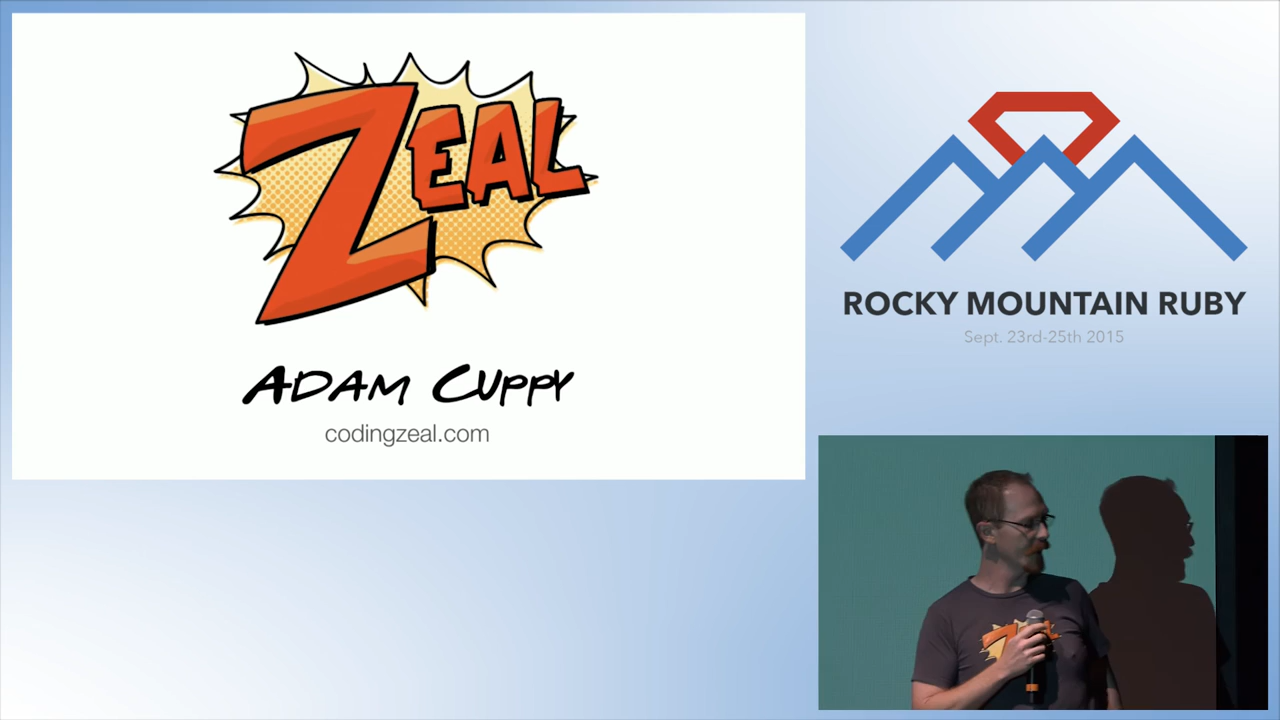 ZEAL
ADAM CUPPY
codingzeal.com
ROCKY MOUNTAIN RUBY
Sept. 23rd-25th 2015